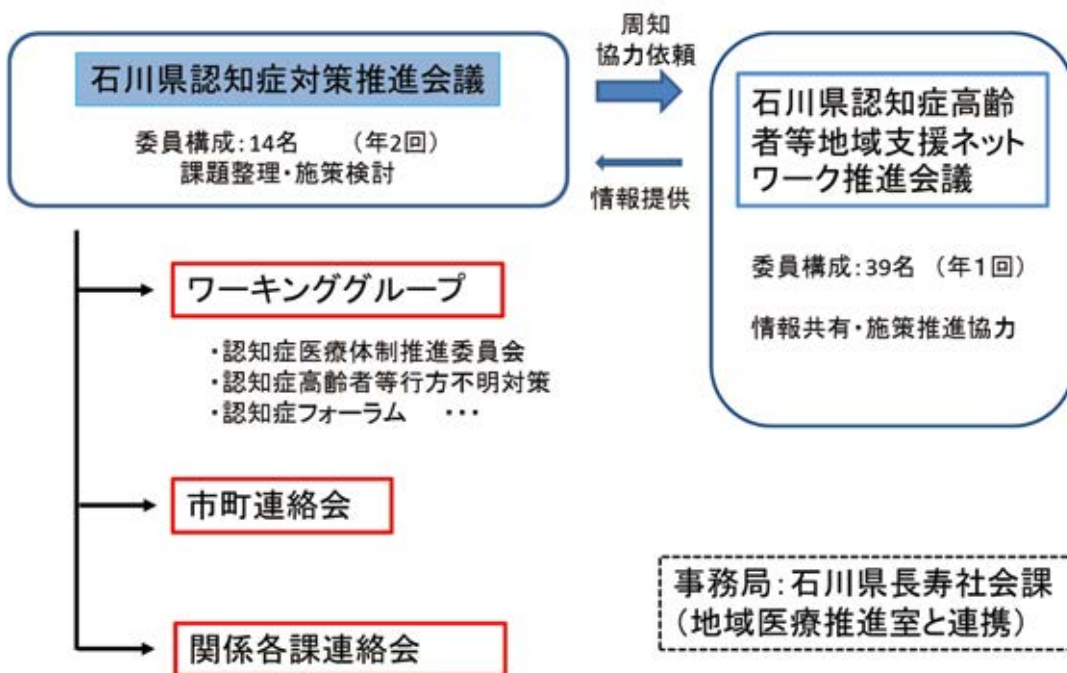 石川県認知症対策推進会議
委員構成:14名　　（年2回）
課題整理・施策検討
周知
協力依頼
情報提供
石川県認知症高齢
者等地域支援ネット
ワーク推進会議
委員構成:39名　（年１回）
情報共有・施策推進協力
ワーキンググループ
・認知症医療体制推進委員会
・認知症高齢者等行方不明対策
・認知症フォーラム　・・・
市町連絡会
関係各課連絡会
事務局:石川県長寿社会課
（地域医療推進室と連携）